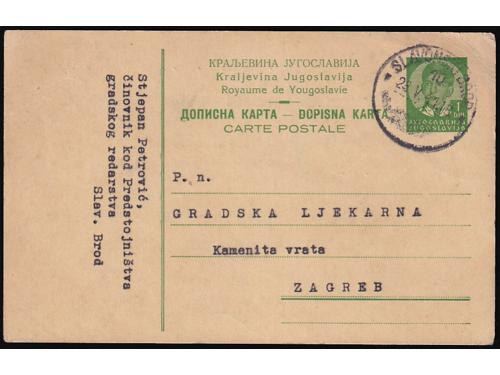 КРАЉЕВИНА ЈУГОСЛАВИЈА
Kraljevina Jugoslavija
Royaume de Yougoslavie
ДОПИСНА КАРТА — DOPISNA KARTA
CARTE POSTALE
1
ЈУГОСЛАВИЈА
JUGOSLAVIJA
P. n.
GRADSKA LJEKARNA
Kamenita vrata
ZAGREB
Stjepan Petrović,
činovnik kod Predstojništva
gradskog redarstva
Slav. Brod